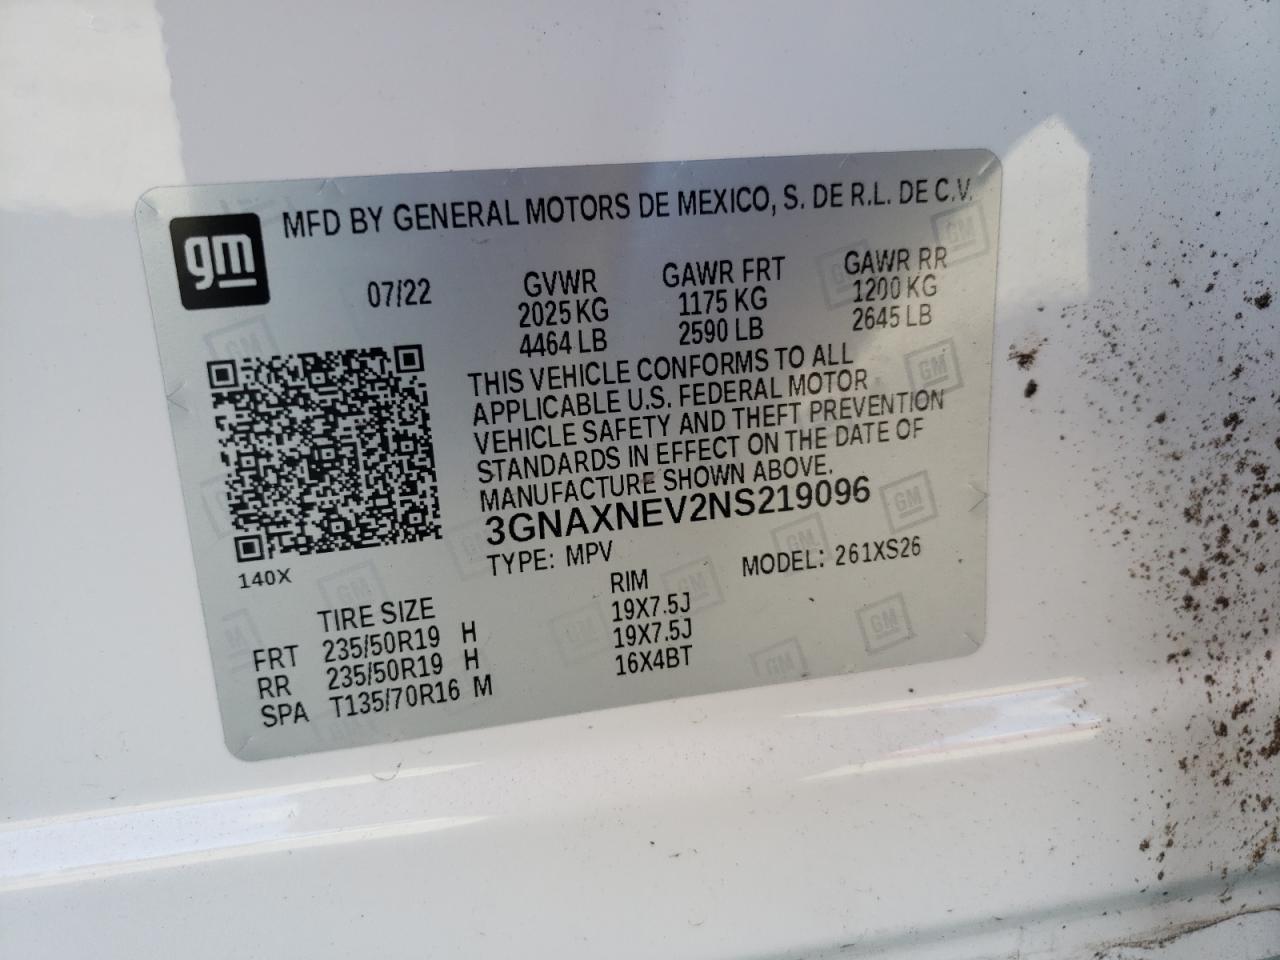 gm
MFD BY GENERAL MOTORS DE MEXICO, S. DE R.L. DE C.V.
07/22 GVWR GAWR FRT GAWR RR
2025 KG 1175 KG 1200 KG
4464 LB 2590 LB 2645 LB
THIS VEHICLE CONFORMS TO ALL
APPLICABLE U.S. FEDERAL MOTOR
VEHICLE SAFETY AND THEFT PREVENTION
STANDARDS IN EFFECT ON THE DATE OF
MANUFACTURE SHOWN ABOVE.
3GNAXNEV2NS219096
TYPE: MPV MODEL: 261XS26
140X
TIRE SIZE RIM
FRT 235/50R19 H 19X7.5J
RR 235/50R19 H 19X7.5J
SPA T135/70R16 M 16X4BT